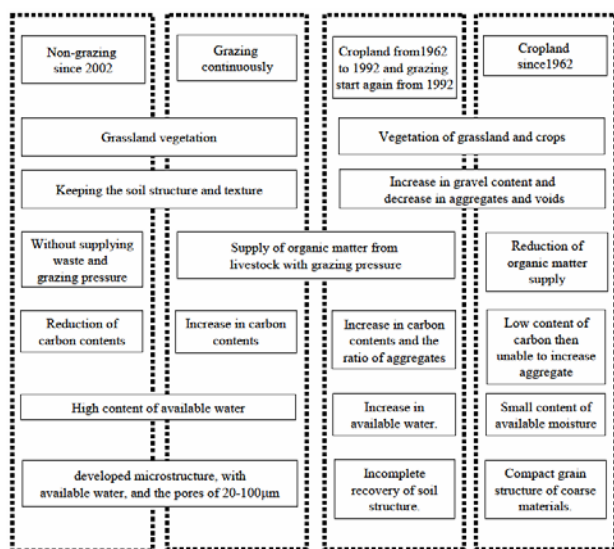 Non-grazing
since 2002
Grazing
continuously
Cropland from1962
to 1992 and grazing
start again from 1992
Cropland
since1962
Grassland vegetation
Vegetation of grassland and crops
Keeping the soil structure and texture
Increase in gravel content and
decrease in aggregates and voids
Without supplying
waste and
grazing pressure
Supply of organic matter from
livestock with grazing pressure
Reduction of
organic matter
supply
Reduction of
carbon contents
Increase in carbon
contents
Increase in carbon
contents and the
ratio of aggregates
Low content of
carbon then
unable to increase
aggregate
High content of available water
Increase in
available water.
Small content of
available moisture
developed microstructure, with
available water, and the pores of 20-100μm
Incomplete
recovery of soil
structure.
Compact grain
structure of coarse
materials.